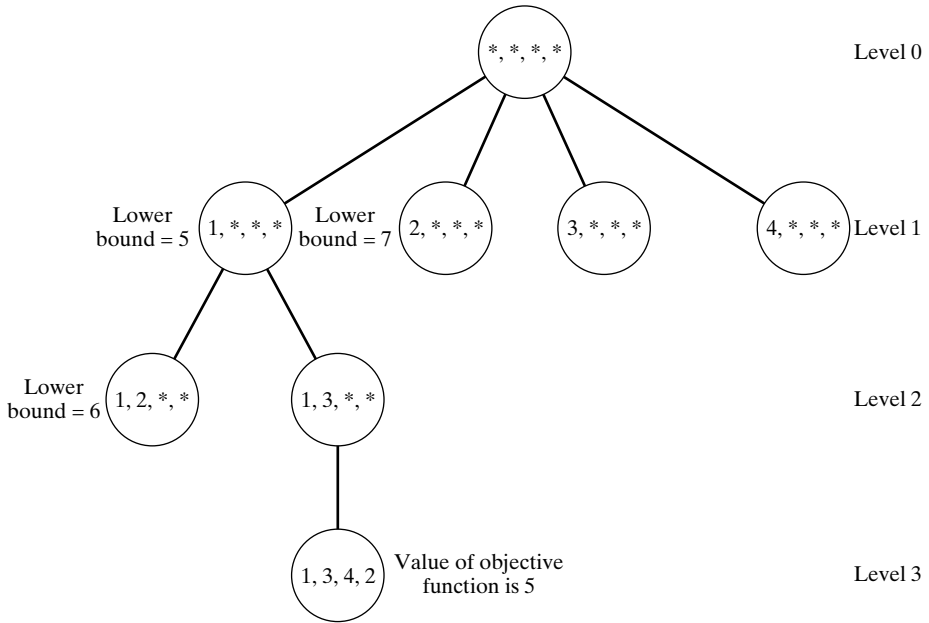 *, *, *, *
Level 0
Lower
bound = 5
1, *, *, *
Lower
bound = 7
2, *, *, *
3, *, *, *
4, *, *, *
Level 1
Lower
bound = 6
1, 2, *, *
1, 3, *, *
Level 2
1, 3, 4, 2
Value of objective
function is 5
Level 3